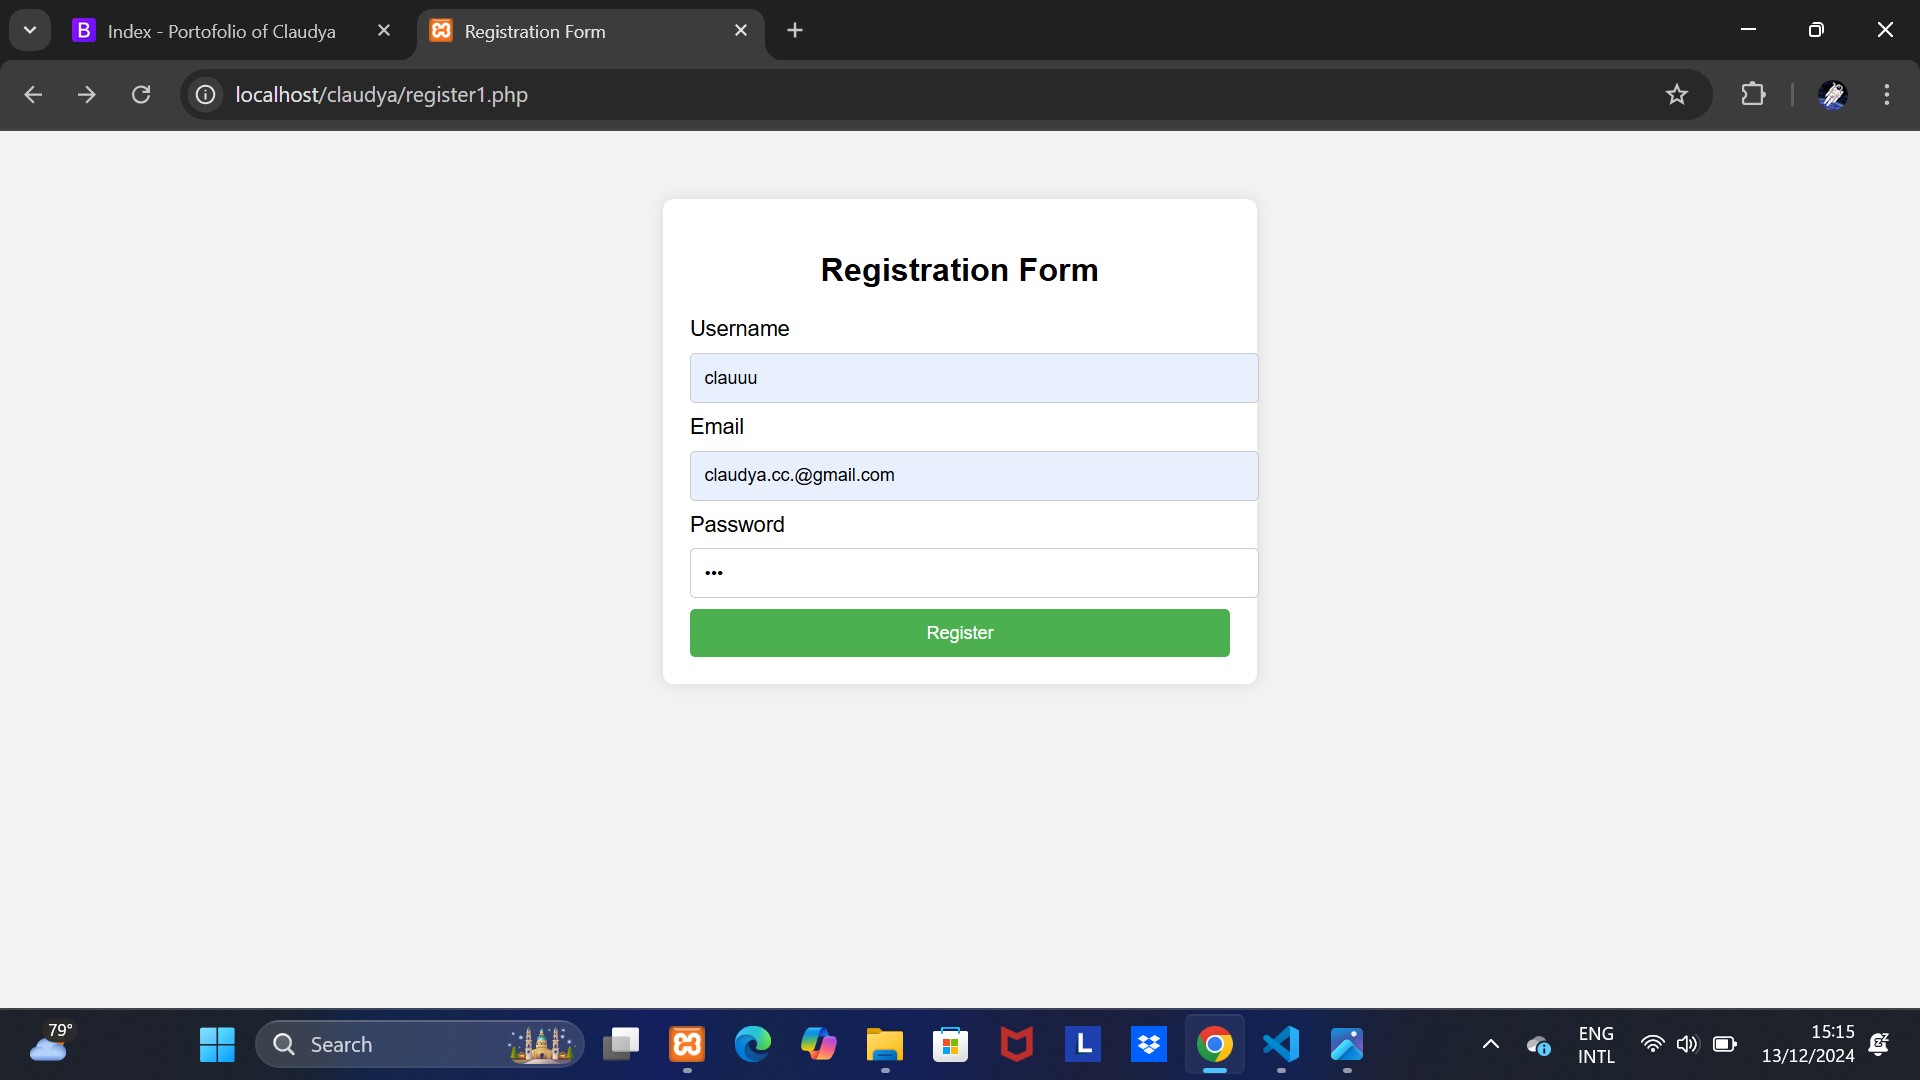 Index - Portofolio of Claudya
Registration Form
localhost/claudya/register1.php
Registration Form
Username
clauuu
Email
claudya.cc.@gmail.com
Password
•••
Register
79°
Search
L
ENG
INTL
15:15
13/12/2024